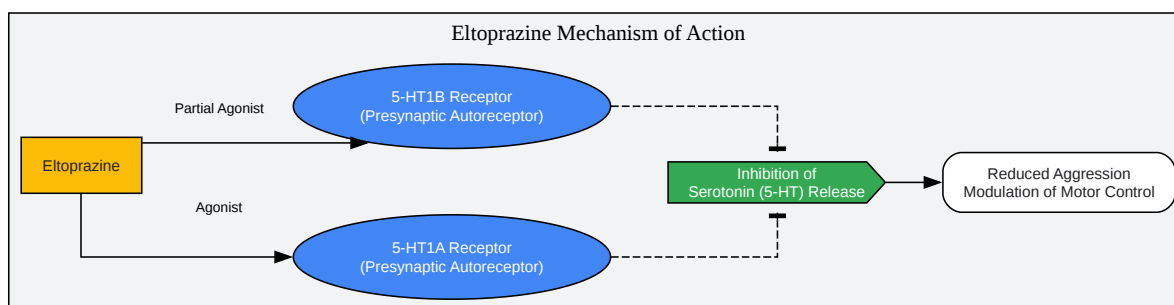 Eltoprazine Mechanism of Action
5-HT1B Receptor
(Presynaptic Autoreceptor)
Partial Agonist
Eltoprazine
Inhibition of
Serotonin (5-HT) Release
Reduced Aggression
Modulation of Motor Control
Agonist
5-HT1A Receptor
(Presynaptic Autoreceptor)